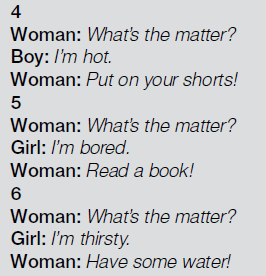 4
Woman: What's the matter?
Boy: I'm hot.
Woman: Put on your shorts!
5
Woman: What's the matter?
Girl: I'm bored.
Woman: Read a book!
6
Woman: What's the matter?
Girl: I'm thirsty.
Woman: Have some water!